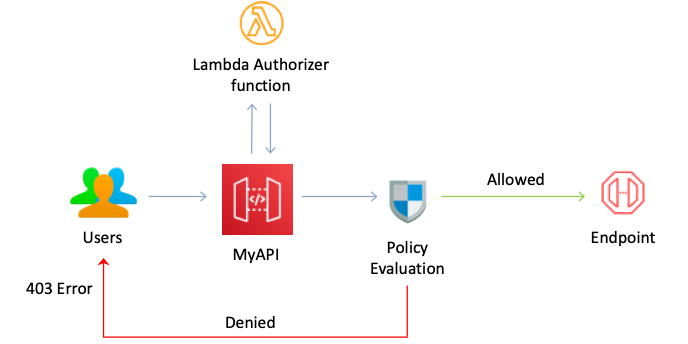 Lambda Authorizer
function
Allowed
Users
MyAPI
Policy
Evaluation
Endpoint
403 Error
Denied